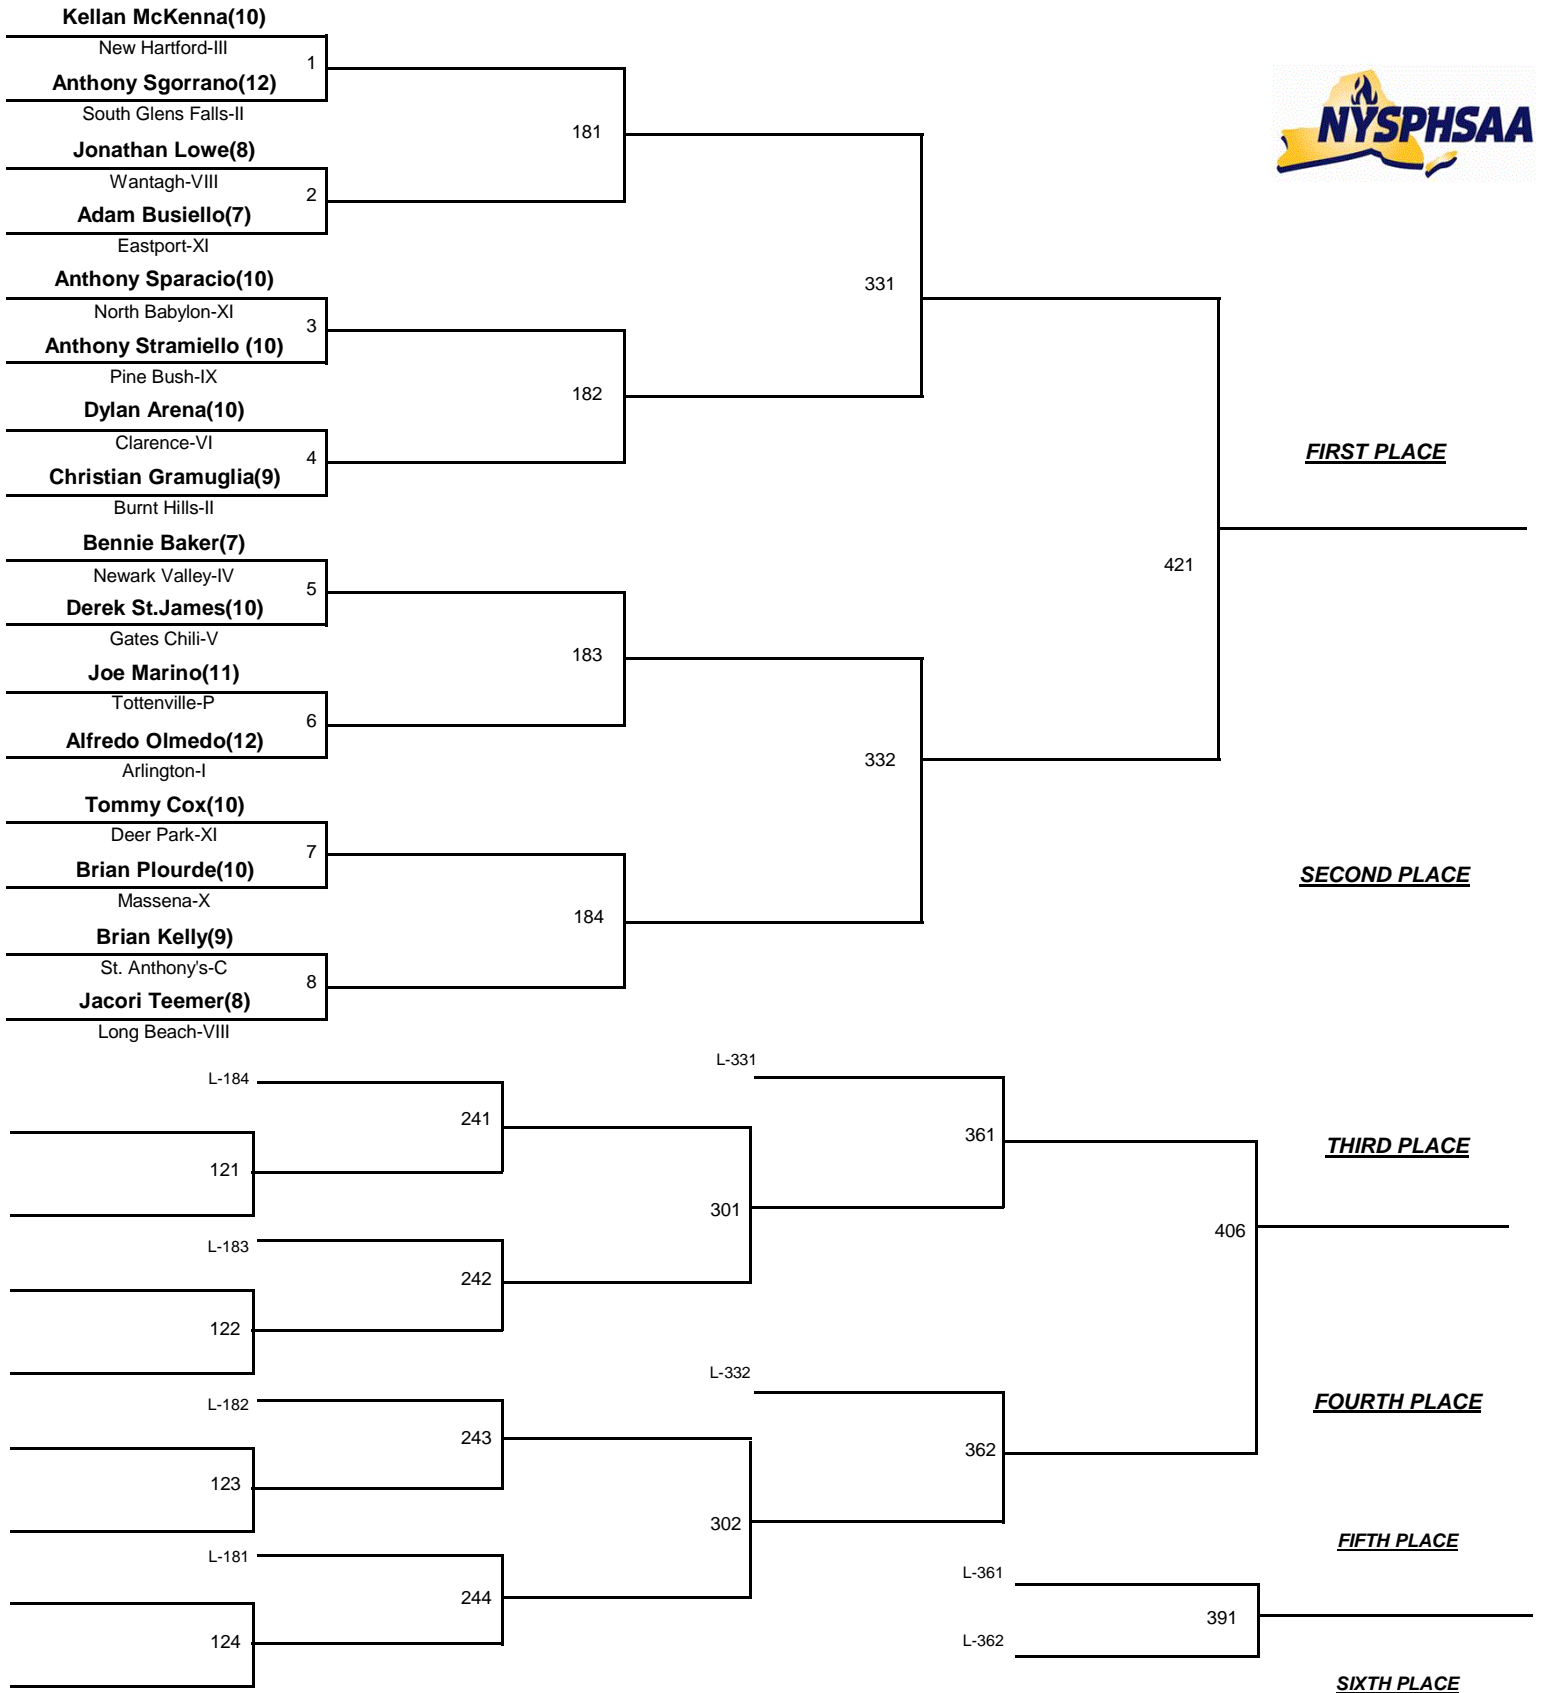 Kellan McKenna(10)
New Hartford-III
1
Anthony Sgorrano(12)
South Glens Falls-II
181
Jonathan Lowe(8)
Wantagh-VIII
2
Adam Busiello(7)
Eastport-XI
NYSPHSAA
331
Anthony Sparacio(10)
North Babylon-XI
3
Anthony Stramiello (10)
Pine Bush-IX
182
Dylan Arena(10)
Clarence-VI
4
Christian Gramuglia(9)
Burnt Hills-II
FIRST PLACE
421
Bennie Baker(7)
Newark Valley-IV
5
Derek St.James(10)
Gates Chili-V
183
Joe Marino(11)
Tottenville-P
6
Alfredo Olmedo(12)
Arlington-I
332
Tommy Cox(10)
Deer Park-XI
7
Brian Plourde(10)
Massena-X
184
SECOND PLACE
Brian Kelly(9)
St. Anthony's-C
8
Jacori Teemer(8)
Long Beach-VIII
L-184
L-331
241
361
THIRD PLACE
121
301
406
L-183
242
122
L-332
L-182
FOURTH PLACE
243
362
123
302
FIFTH PLACE
L-181
L-361
244
391
124
L-362
SIXTH PLACE